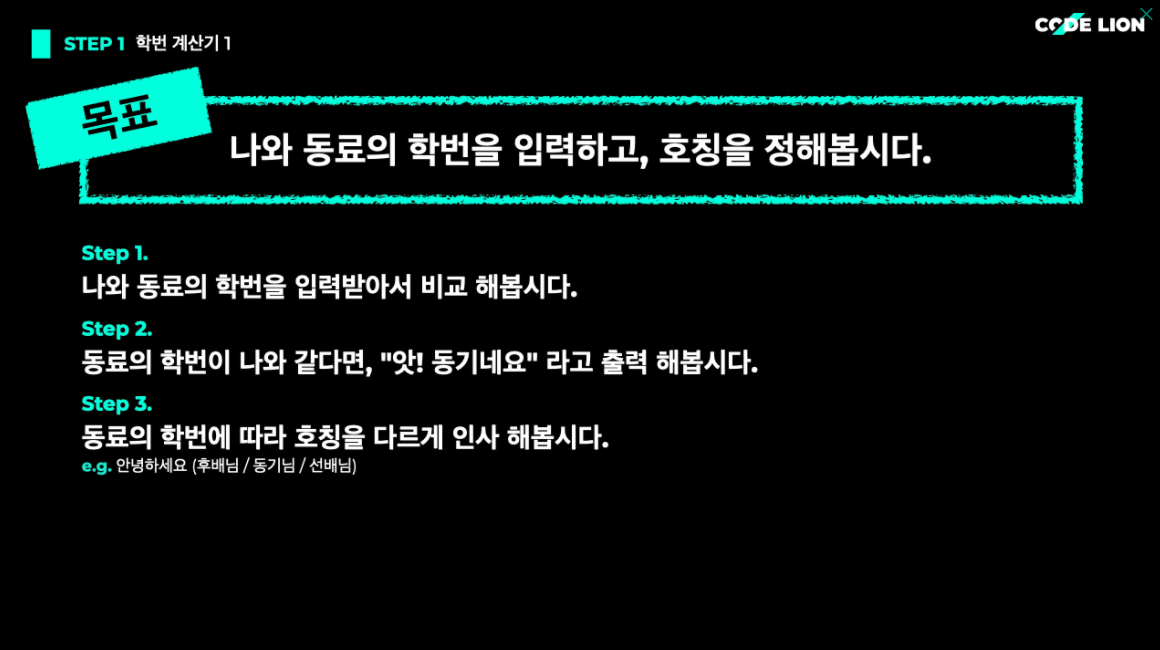 STEP 1 학번 계산기 1
CODE LION
목표
나와 동료의 학번을 입력하고, 호칭을 정해봅시다.
Step 1.
나와 동료의 학번을 입력받아서 비교 해봅시다.
Step 2.
동료의 학번이 나와 같다면, "앗! 동기네요" 라고 출력 해봅시다.
Step 3.
동료의 학번에 따라 호칭을 다르게 인사 해봅시다.
e.g. 안녕하세요 (후배님 / 동기님 / 선배님)